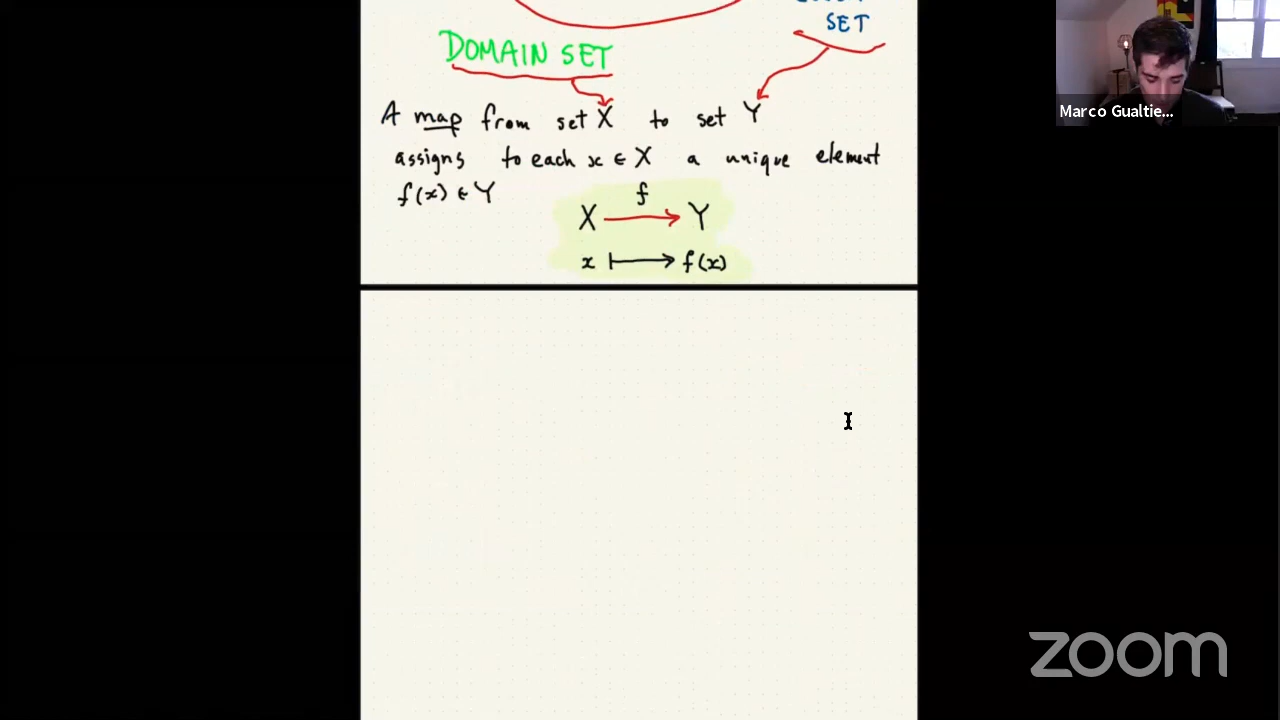 SET
DOMAIN SET
A map from set X to set Y
assigns to each x ∈ X a unique element
f(x) ∈ Y
f
X → Y
x ↦ f(x)
Marco Gualtie...
zoom